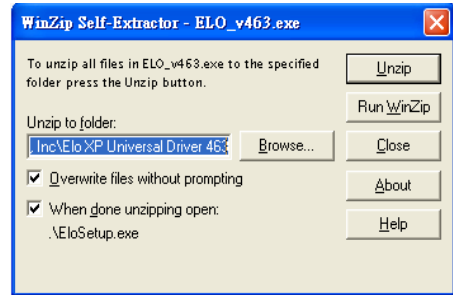 WinZip Self-Extractor - ELO_v463.exe
To unzip all files in ELO_v463.exe to the specified
folder press the Unzip button.
Unzip to folder:
, Inc\Elo XP Universal Driver 463
Browse...
Overwrite files without prompting
When done unzipping open:
.\EloSetup.exe
Unzip
Run WinZip
Close
About
Help